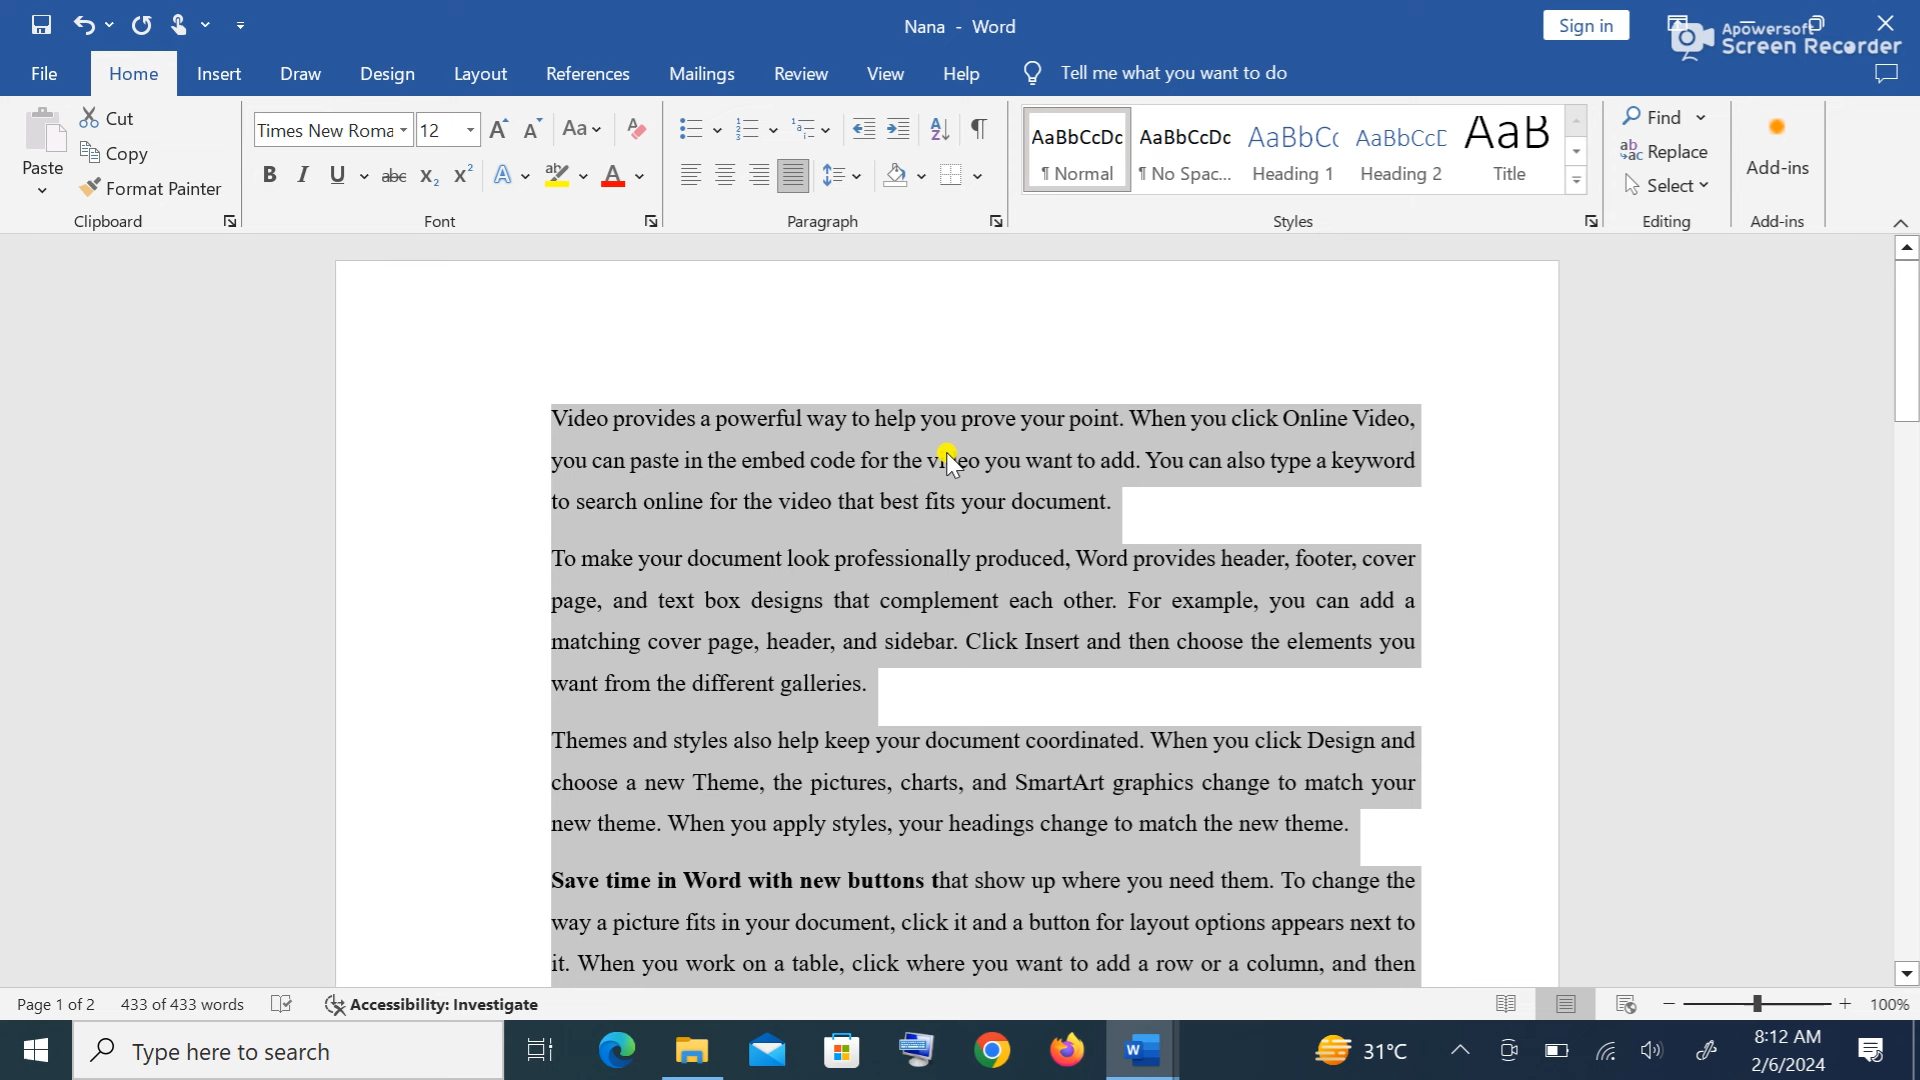 Nana - Word
Sign in
Apowersoft
Screen Recorder
File Home Insert Draw Design Layout References Mailings Review View Help Tell me what you want to do
Paste
Cut
Copy
Format Painter
Clipboard
Times New Roma 12
Aa
B I U abc X₂ X² A ab A
Font
Paragraph
AaBbCcDc AaBbCcDc AaBbCc AaBbCcD AaB
¶ Normal ¶ No Spac... Heading 1 Heading 2 Title
Styles
Find
Replace
Select
Editing
Add-ins
Add-ins
Video provides a powerful way to help you prove your point. When you click Online Video,
you can paste in the embed code for the video you want to add. You can also type a keyword
to search online for the video that best fits your document.
To make your document look professionally produced, Word provides header, footer, cover
page, and text box designs that complement each other. For example, you can add a
matching cover page, header, and sidebar. Click Insert and then choose the elements you
want from the different galleries.
Themes and styles also help keep your document coordinated. When you click Design and
choose a new Theme, the pictures, charts, and SmartArt graphics change to match your
new theme. When you apply styles, your headings change to match the new theme.
Save time in Word with new buttons that show up where you need them. To change the
way a picture fits in your document, click it and a button for layout options appears next to
it. When you work on a table, click where you want to add a row or a column, and then
Page 1 of 2 433 of 433 words Accessibility: Investigate 100%
Type here to search
31°C
8:12 AM
2/6/2024